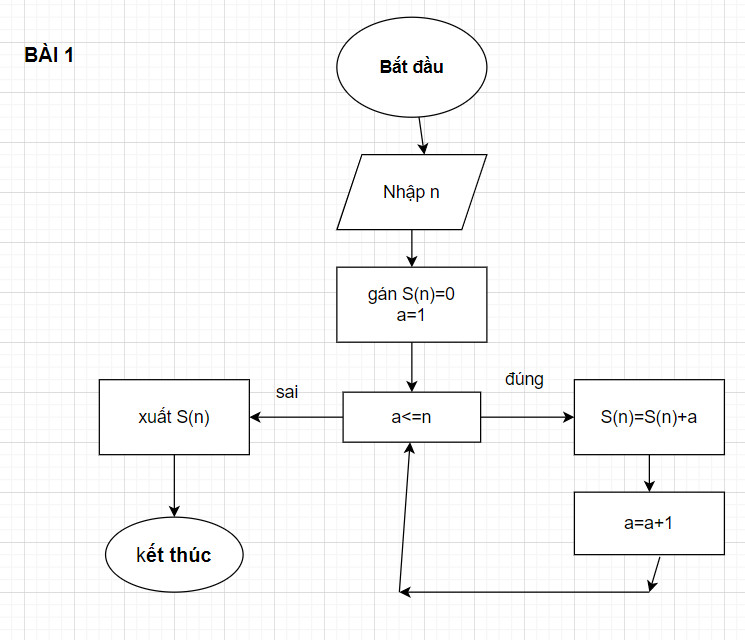 BÀI 1
Bắt đầu
Nhập n
gán S(n)=0
a=1
sai
đúng
xuất S(n)
a<=n
S(n)=S(n)+a
a=a+1
kết thúc